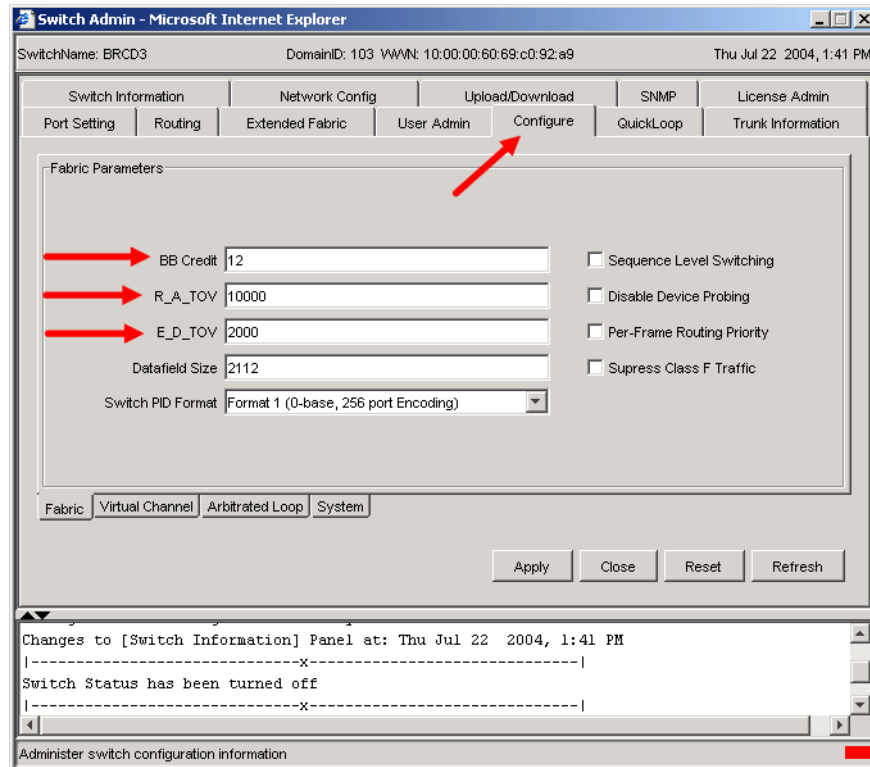 Switch Admin - Microsoft Internet Explorer
SwitchName: BRCD3 DomainID: 103 WWN: 10:00:00:60:69:c0:92:a9 Thu Jul 22 2004, 1:41 PM
Switch Information Network Config Upload/Download SNMP License Admin
Port Setting Routing Extended Fabric User Admin Configure QuickLoop Trunk Information
Fabric Parameters
BB Credit 12 Sequence Level Switching
R_A_TOV 10000 Disable Device Probing
E_D_TOV 2000 Per-Frame Routing Priority
Datafield Size 2112 Supress Class F Traffic
Switch PID Format Format 1 (0-base, 256 port Encoding)
Fabric Virtual Channel Arbitrated Loop System
Apply Close Reset Refresh
Changes to [Switch Information] Panel at: Thu Jul 22 2004, 1:41 PM
|------------------------------x------------------------------|
Switch Status has been turned off
|------------------------------x------------------------------|
Administer switch configuration information